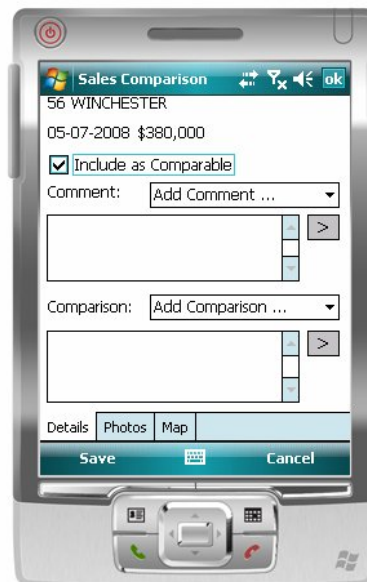 Sales Comparison ok
56 WINCHESTER
05-07-2008 $380,000
Include as Comparable
Comment: Add Comment ...
>
Comparison: Add Comparison ...
>
Details Photos Map
Save Cancel